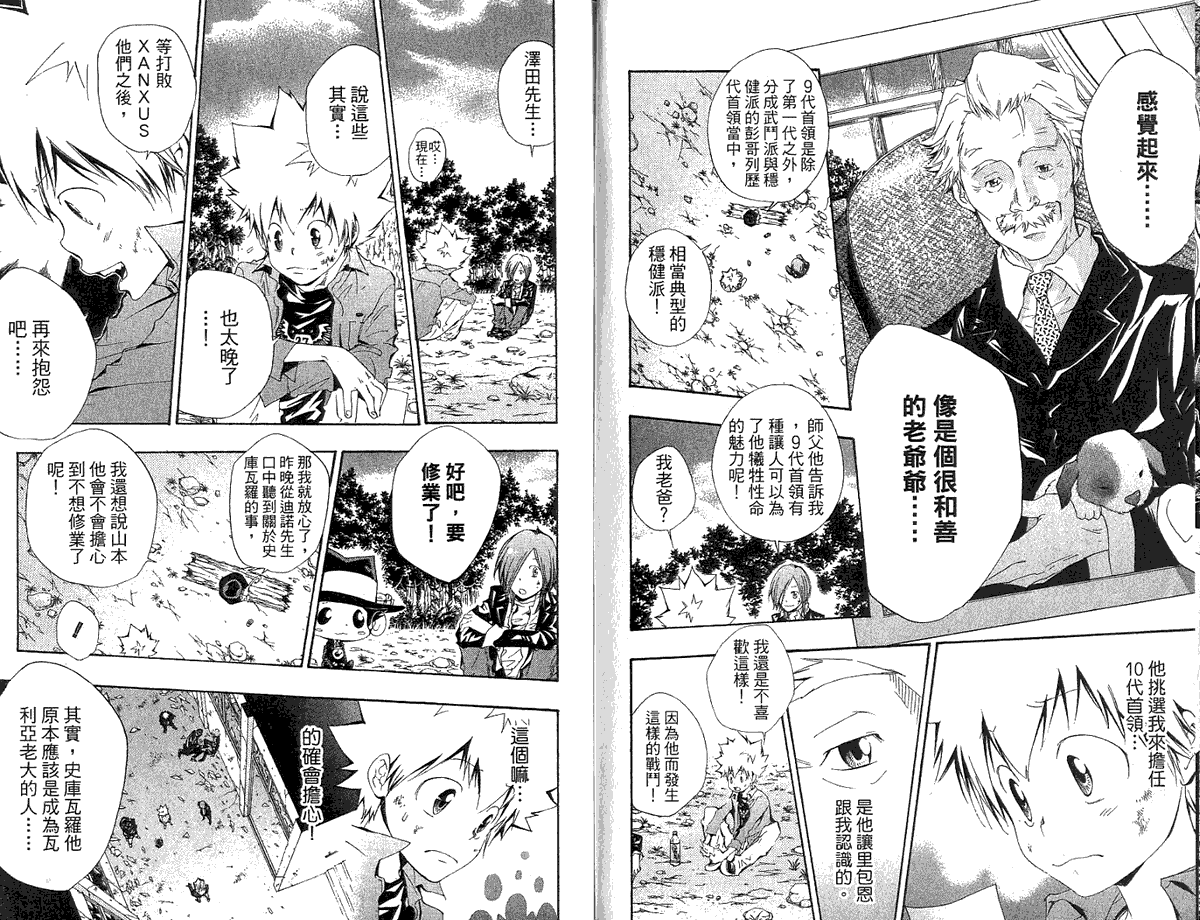 感覺起來……
像是個很和善
的老爺爺……
9代首領是除
了第一代之外，
分成武鬥派與穩
健派的彭哥列歷
代首領當中，
相當典型的
穩健派！
師父他告訴我
，9代首領有
種讓人可以為
了他犧牲性命
的魅力呢！
我老爸？
他挑選我來擔任
10代首領…
是他讓里包恩
跟我認識的。
我還是不喜
歡這樣！
因為他而發生
這樣的戰鬥！
澤田先生…
哎…
現在…
說這些
其實…
也太晚了
…！
等打敗
XANXUS
他們之後，
再來抱怨
吧……
好吧，要
修業了！
那我就放心了，
昨晚從迪諾先生
口中聽到關於史
庫瓦羅的事，
我還想說山本
他會不會擔心
到不想修業了
呢！
！
這個嘛…
的確會擔心！
其實，史庫瓦羅他
原本應該是成為瓦
利亞老大的人……